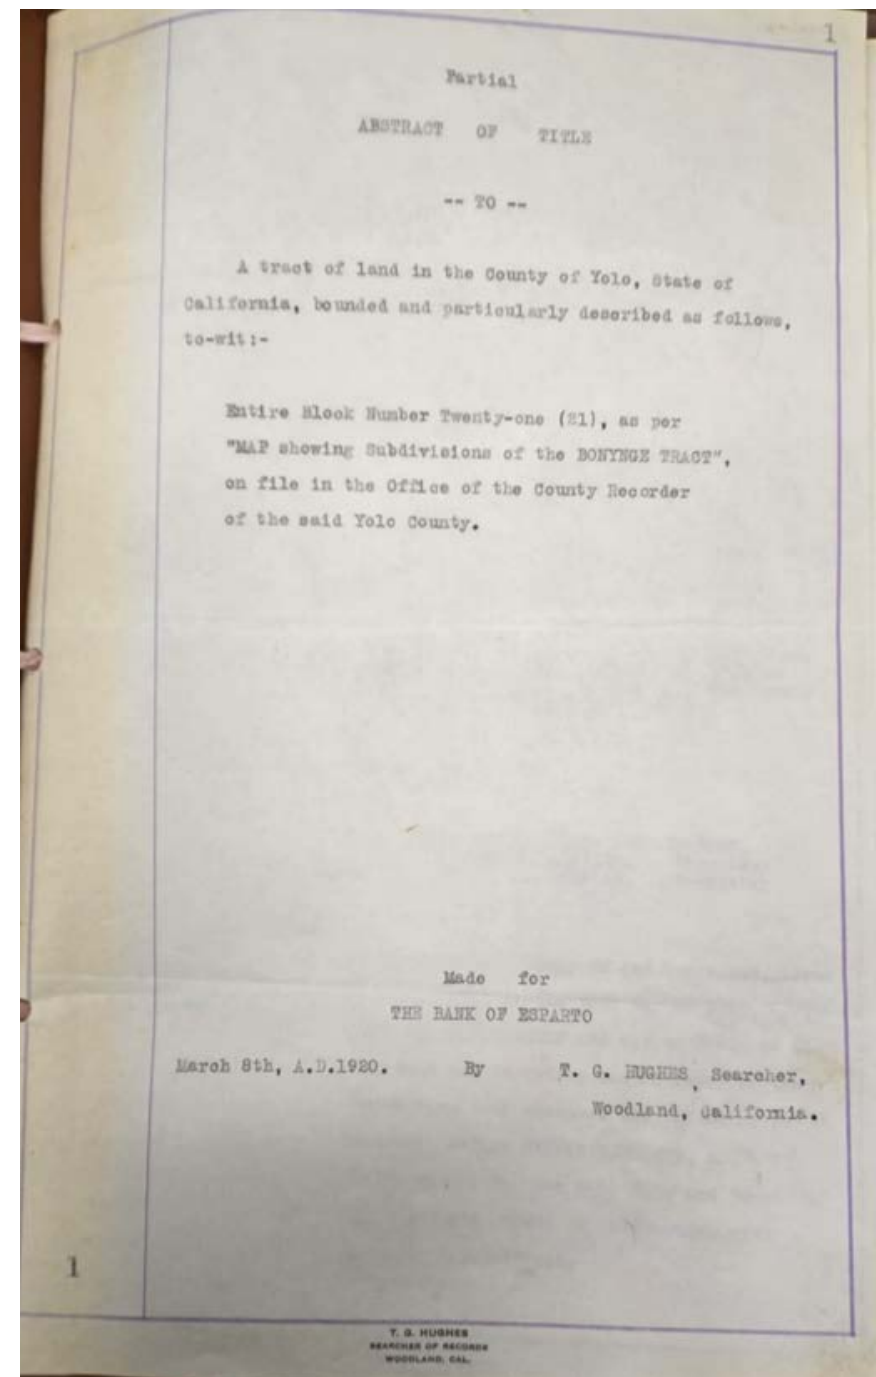 1
Partial
ABSTRACT OF TITLE
-- TO --
A tract of land in the County of Yolo, State of
California, bounded and particularly described as follows,
to-wit:-
Entire Block Number Twenty-one (21), as per
"MAP showing Subdivisions of the BONYNGE TRACT",
on file in the Office of the County Recorder
of the said Yolo County.
Made for
THE BANK OF ESPARTO
March 8th, A.D.1920. By T. G. HUGHES, Searcher,
Woodland, California.
1
T. G. HUGHES
SEARCHER OF RECORDS
WOODLAND, CAL.